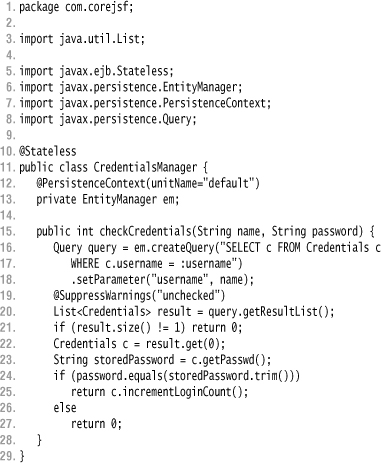 1. package com.corejsf;
2.
3. import java.util.List;
4.
5. import javax.ejb.Stateless;
6. import javax.persistence.EntityManager;
7. import javax.persistence.PersistenceContext;
8. import javax.persistence.Query;
9.
10. @Stateless
11. public class CredentialsManager {
12.    @PersistenceContext(unitName="default")
13.    private EntityManager em;
14.
15.    public int checkCredentials(String name, String password) {
16.       Query query = em.createQuery("SELECT c FROM Credentials c
17.          WHERE c.username = :username")
18.          .setParameter("username", name);
19.       @SuppressWarnings("unchecked")
20.       List<Credentials> result = query.getResultList();
21.       if (result.size() != 1) return 0;
22.       Credentials c = result.get(0);
23.       String storedPassword = c.getPasswd();
24.       if (password.equals(storedPassword.trim()))
25.          return c.incrementLoginCount();
26.       else
27.          return 0;
28.    }
29. }